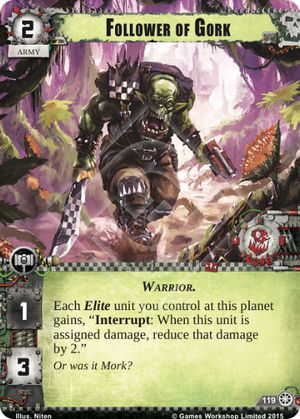 2
FOLLOWER OF GORK
ARMY
WARRIOR.
1
Each Elite unit you control at this planet
gains, “Interrupt: When this unit is
assigned damage, reduce that damage
by 2.”
3
Or was it Mork?
119
Illus. Niten
© Games Workshop Limited 2015